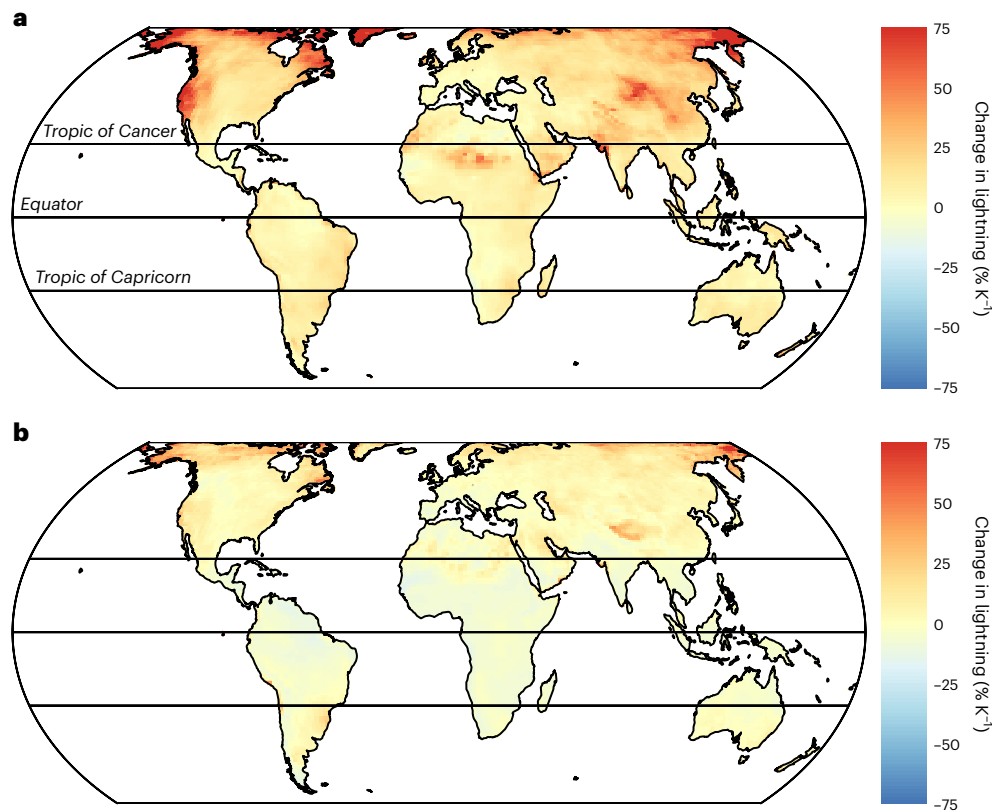 a
Tropic of Cancer
Equator
Tropic of Capricorn
75
50
25
0
–25
–50
–75
Change in lightning (% K⁻¹)
b
75
50
25
0
–25
–50
–75
Change in lightning (% K⁻¹)